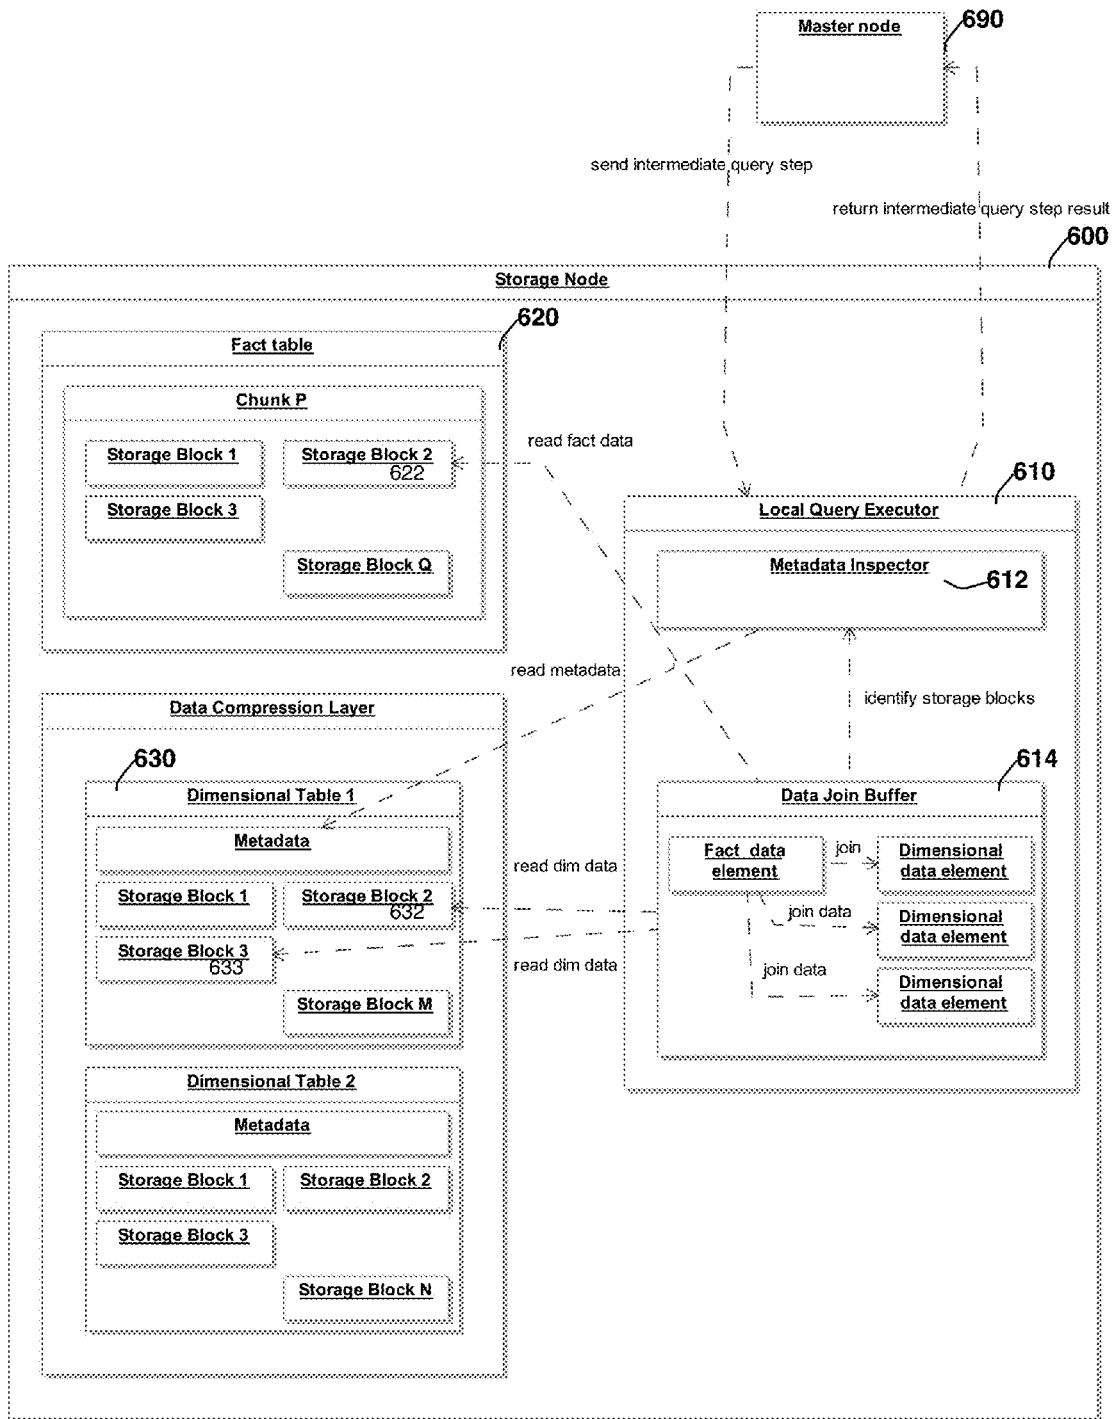 Master node
690
send intermediate query step
return intermediate query step result
600
Storage Node
620
Fact table
Chunk P
Storage Block 1
Storage Block 2
622
Storage Block 3
Storage Block Q
read fact data
610
Local Query Executor
Metadata Inspector
612
read metadata
identify storage blocks
Data Compression Layer
630
Dimensional Table 1
Metadata
Storage Block 1
Storage Block 2
632
Storage Block 3
633
Storage Block M
read dim data
read dim data
614
Data Join Buffer
Fact data
element
join
Dimensional
data element
join data
Dimensional
data element
join data
Dimensional
data element
Dimensional Table 2
Metadata
Storage Block 1
Storage Block 2
Storage Block 3
Storage Block N